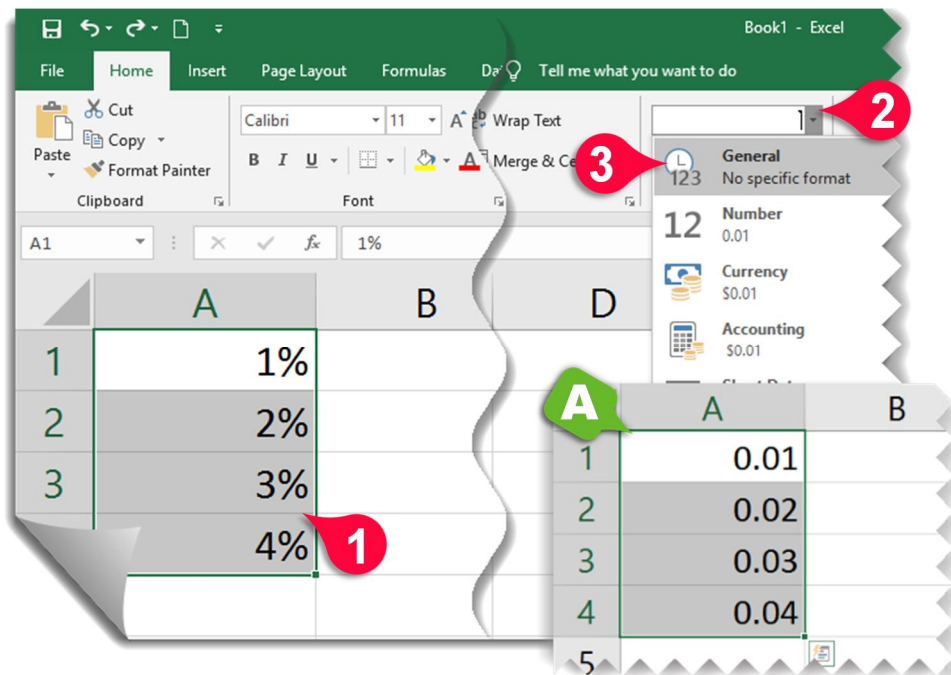 Book1 - Excel
File Home Insert Page Layout Formulas Tell me what you want to do
Cut
Copy
Format Painter
Paste
Clipboard
Calibri 11 A
B I U A
Font
Wrap Text
Merge &
2
3
General
No specific format
123
12 Number
0.01
Currency
$0.01
Accounting
$0.01
A1 fx 1%
A B D
1 1%
2 2%
3 3%
4%
1
A
A B
1 0.01
2 0.02
3 0.03
4 0.04
5